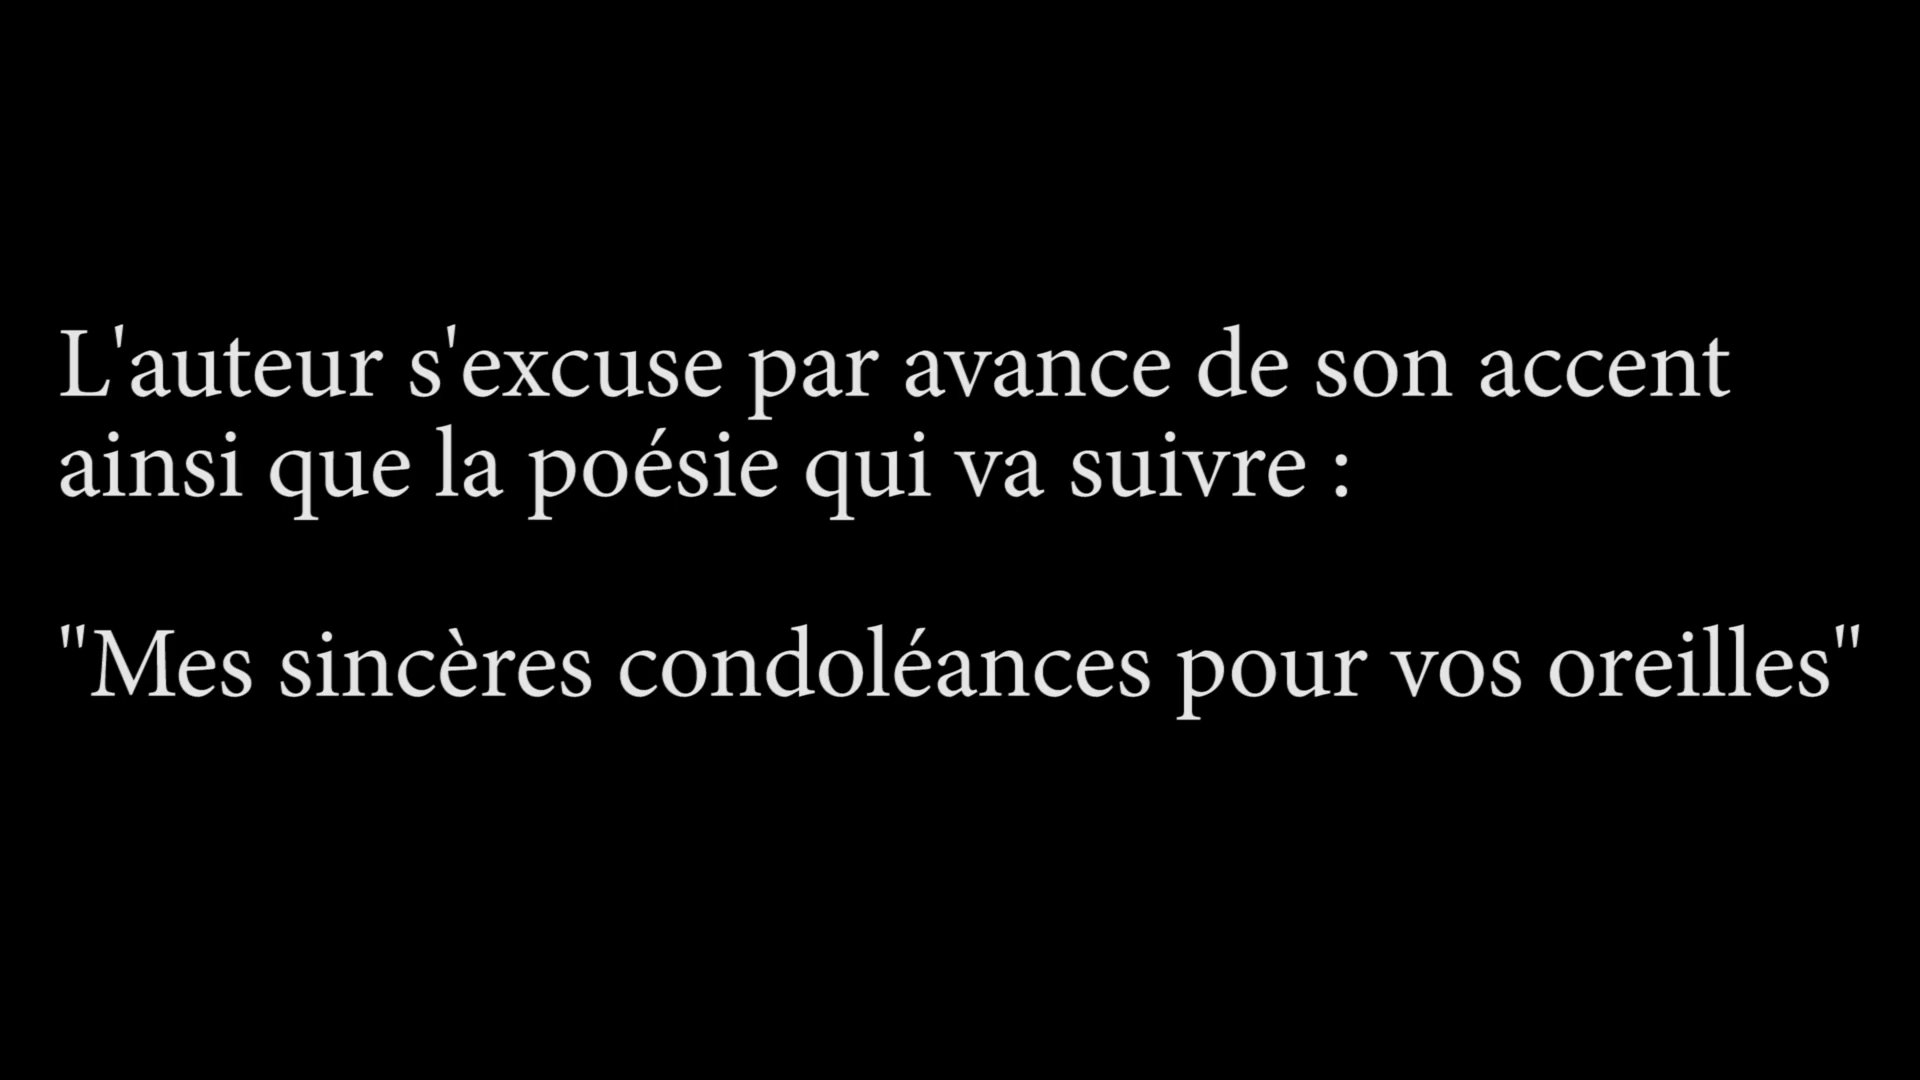 L'auteur s'excuse par avance de son accent
ainsi que la poésie qui va suivre :
"Mes sincères condoléances pour vos oreilles"